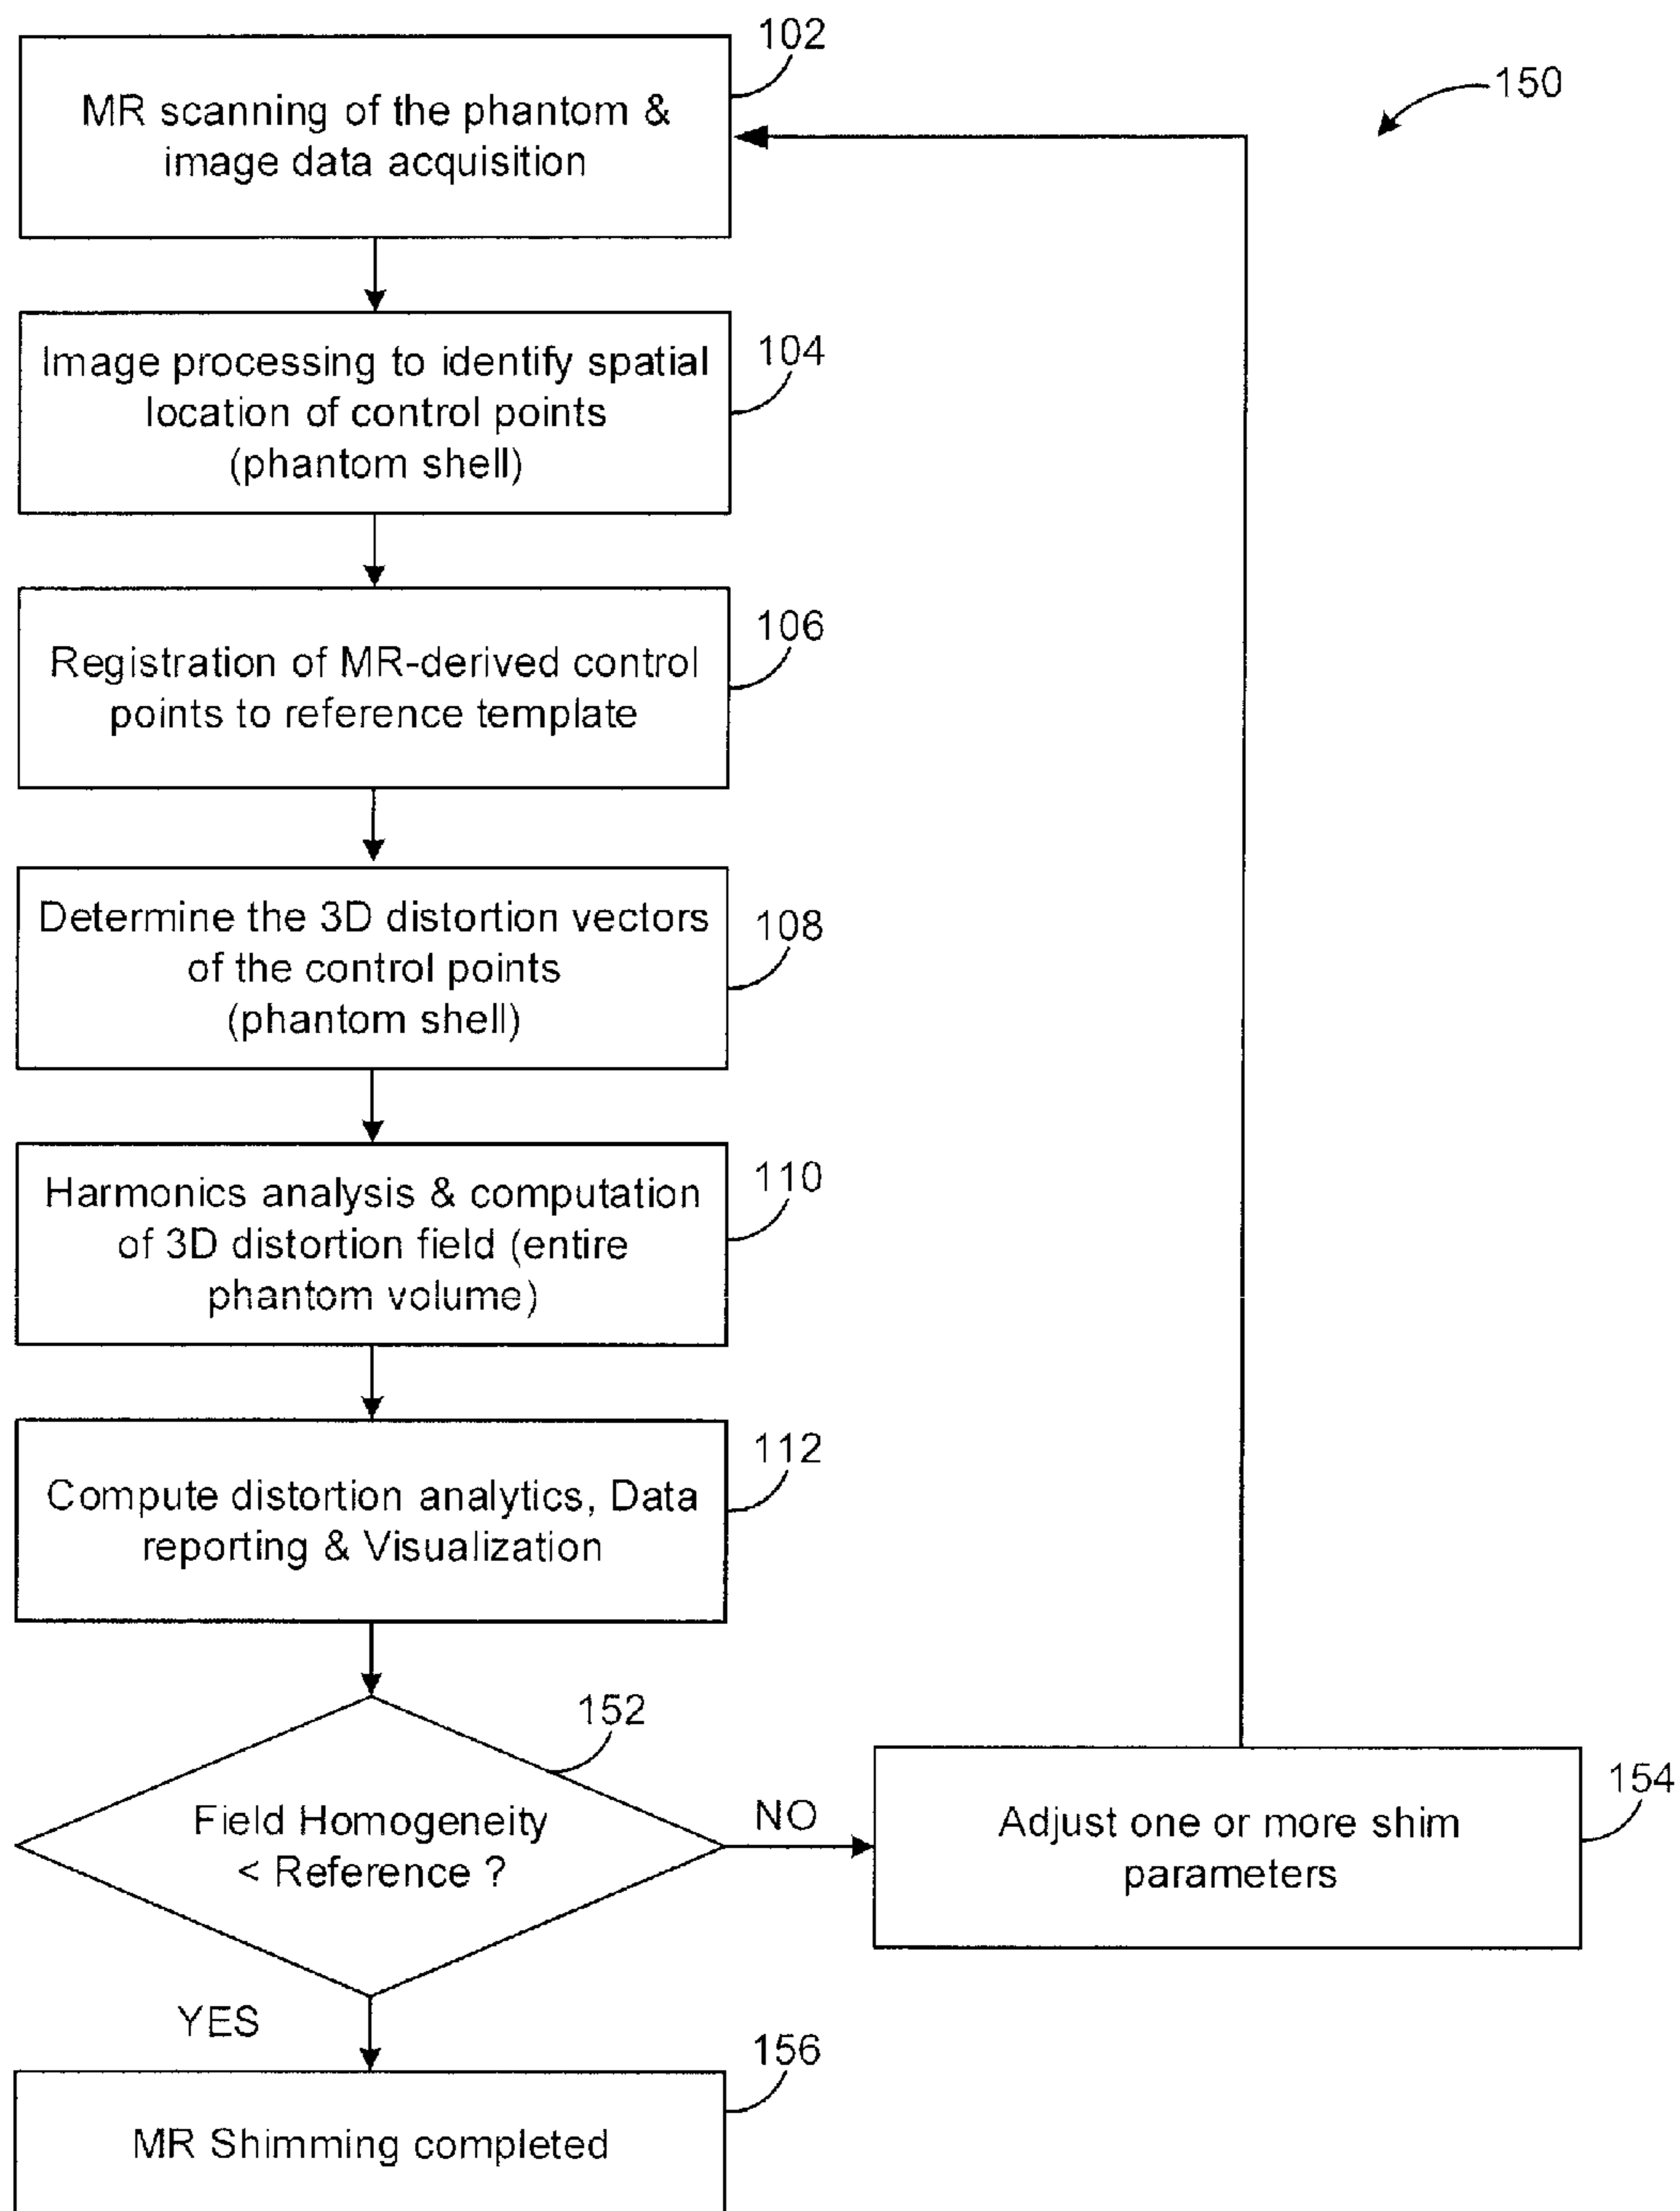 102
MR scanning of the phantom &
image data acquisition
150
104
Image processing to identify spatial
location of control points
(phantom shell)
106
Registration of MR-derived control
points to reference template
108
Determine the 3D distortion vectors
of the control points
(phantom shell)
110
Harmonics analysis & computation
of 3D distortion field (entire
phantom volume)
112
Compute distortion analytics, Data
reporting & Visualization
152
Field Homogeneity
< Reference ?
NO
154
Adjust one or more shim
parameters
YES
156
MR Shimming completed